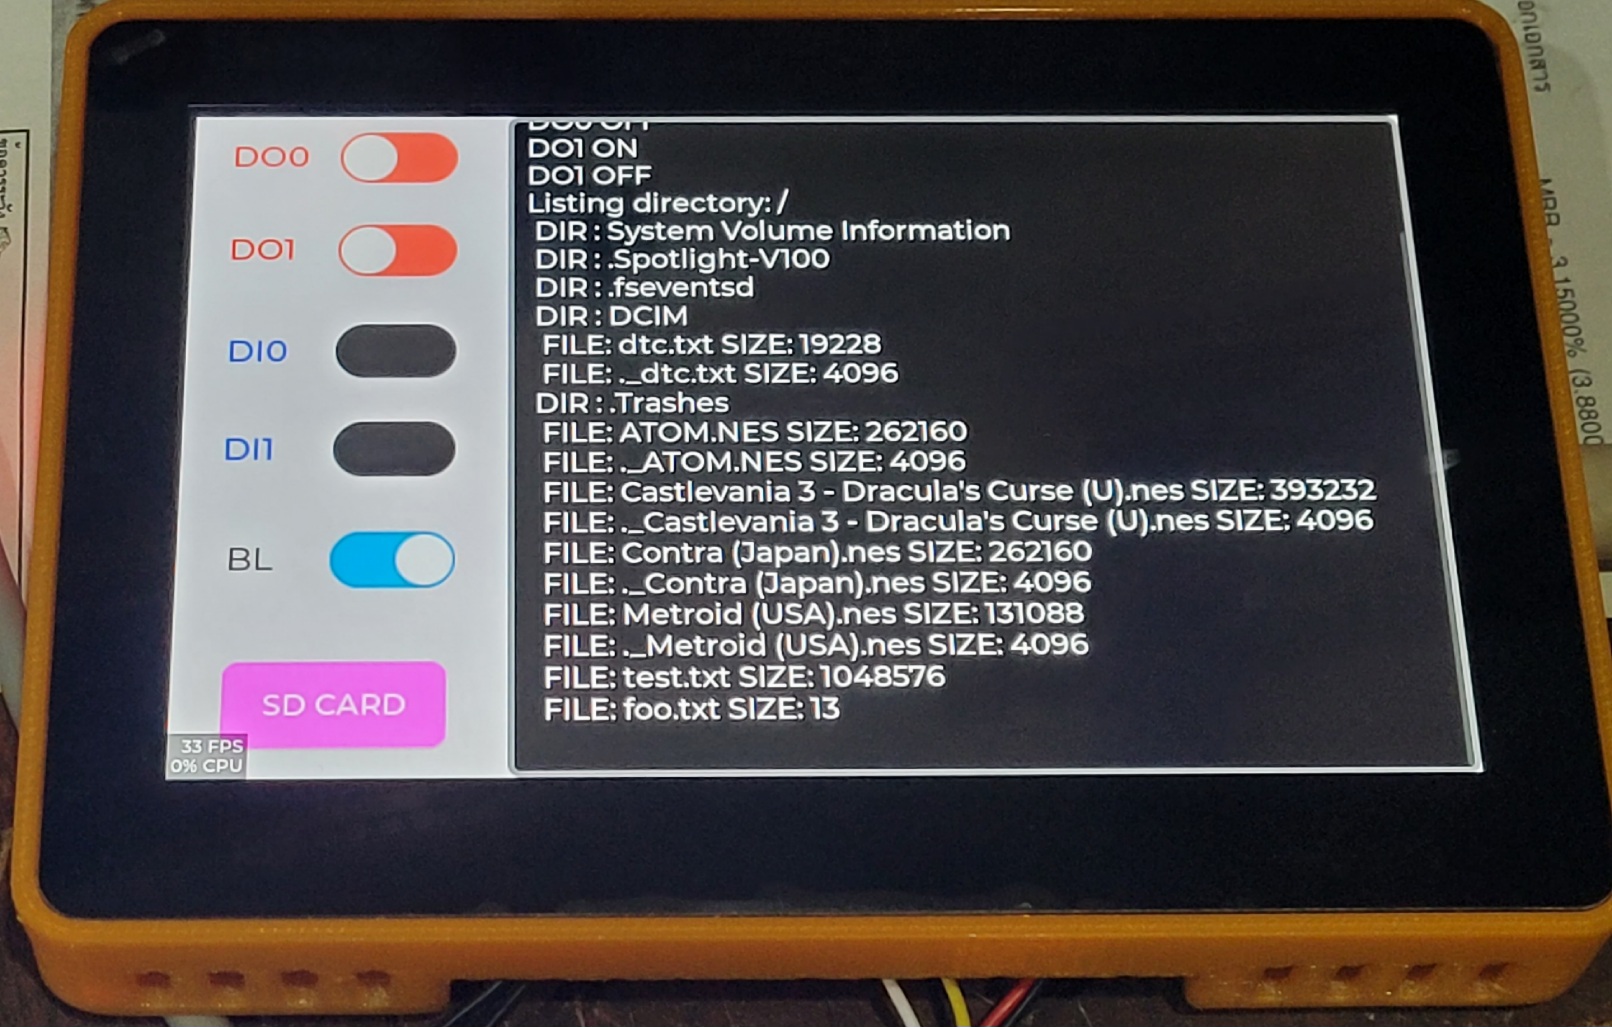 DO0
DO1
DI0
DI1
BL
SD CARD
33 FPS
0% CPU
DO0 OFF
DO1 ON
DO1 OFF
Listing directory: /
DIR : System Volume Information
DIR : .Spotlight-V100
DIR : .fseventsd
DIR : DCIM
FILE: dtc.txt SIZE: 19228
FILE: ._dtc.txt SIZE: 4096
DIR : .Trashes
FILE: ATOM.NES SIZE: 262160
FILE: ._ATOM.NES SIZE: 4096
FILE: Castlevania 3 - Dracula's Curse (U).nes SIZE: 393232
FILE: ._Castlevania 3 - Dracula's Curse (U).nes SIZE: 4096
FILE: Contra (Japan).nes SIZE: 262160
FILE: ._Contra (Japan).nes SIZE: 4096
FILE: Metroid (USA).nes SIZE: 131088
FILE: ._Metroid (USA).nes SIZE: 4096
FILE: test.txt SIZE: 1048576
FILE: foo.txt SIZE: 13